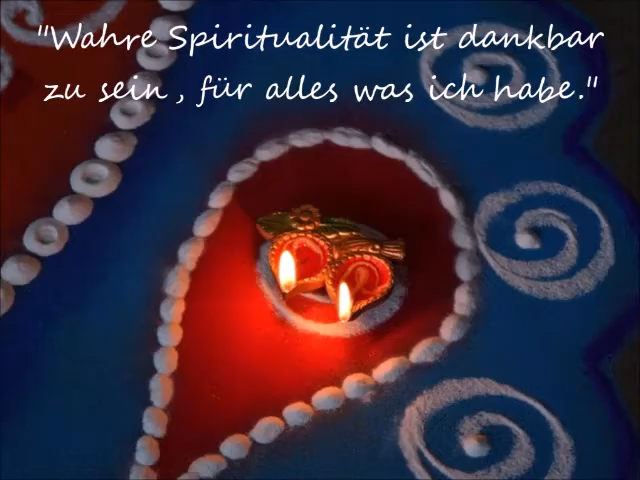 "Wahre Spiritualität ist dankbar
zu sein , für alles was ich habe."